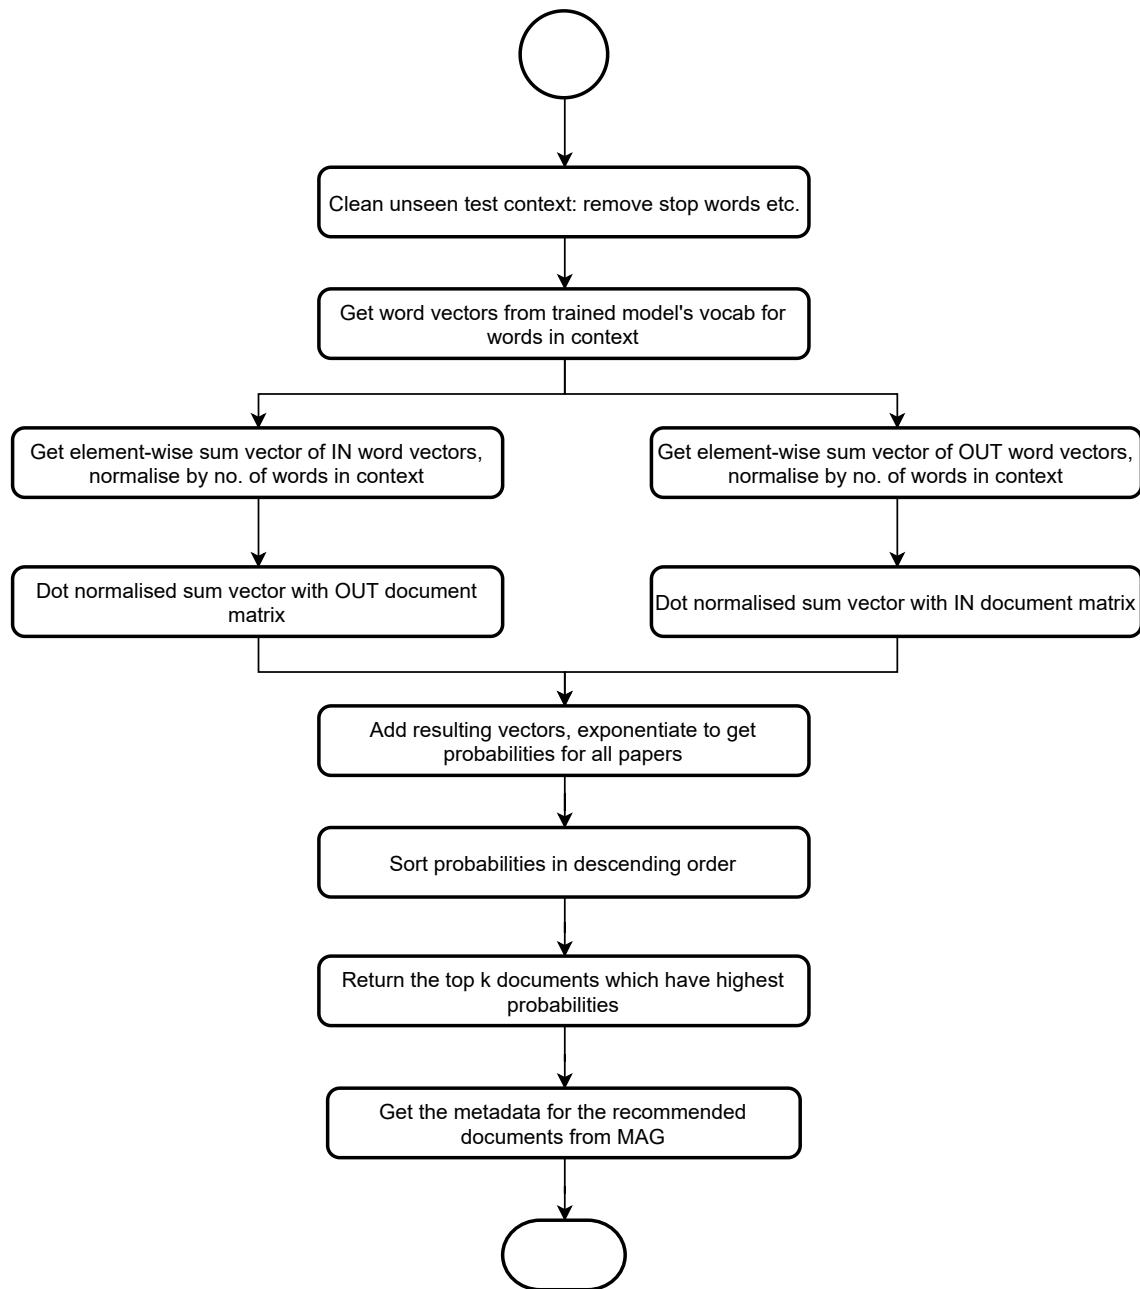 Clean unseen test context: remove stop words etc.
Get word vectors from trained model's vocab for
words in context
Get element-wise sum vector of IN word vectors,
normalise by no. of words in context
Get element-wise sum vector of OUT word vectors,
normalise by no. of words in context
Dot normalised sum vector with OUT document
matrix
Dot normalised sum vector with IN document matrix
Add resulting vectors, exponentiate to get
probabilities for all papers
Sort probabilities in descending order
Return the top k documents which have highest
probabilities
Get the metadata for the recommended
documents from MAG